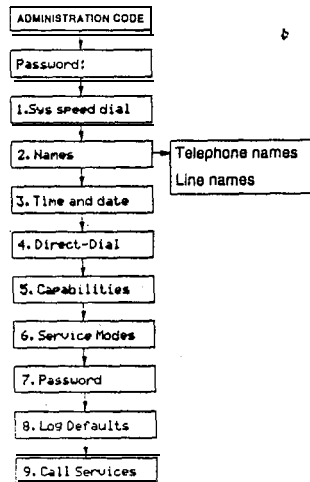 ADMINISTRATION CODE
Password:
1.Sys speed dial
2. Names
Telephone names
Line names
3. Time and date
4. Direct-Dial
5. Capabilities
6. Service Modes
7. Password
8. Log Defaults
9. Call Services